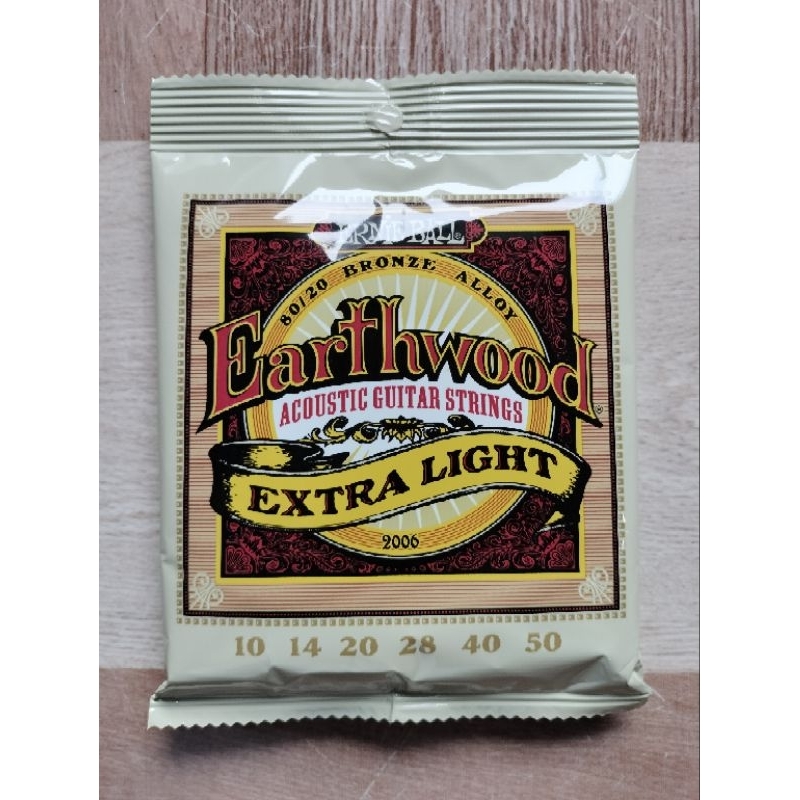 ERNIE BALL
80/20 BRONZE ALLOY
Earthwood®
ACOUSTIC GUITAR STRINGS
EXTRA LIGHT
2006
10 14 20 28 40 50